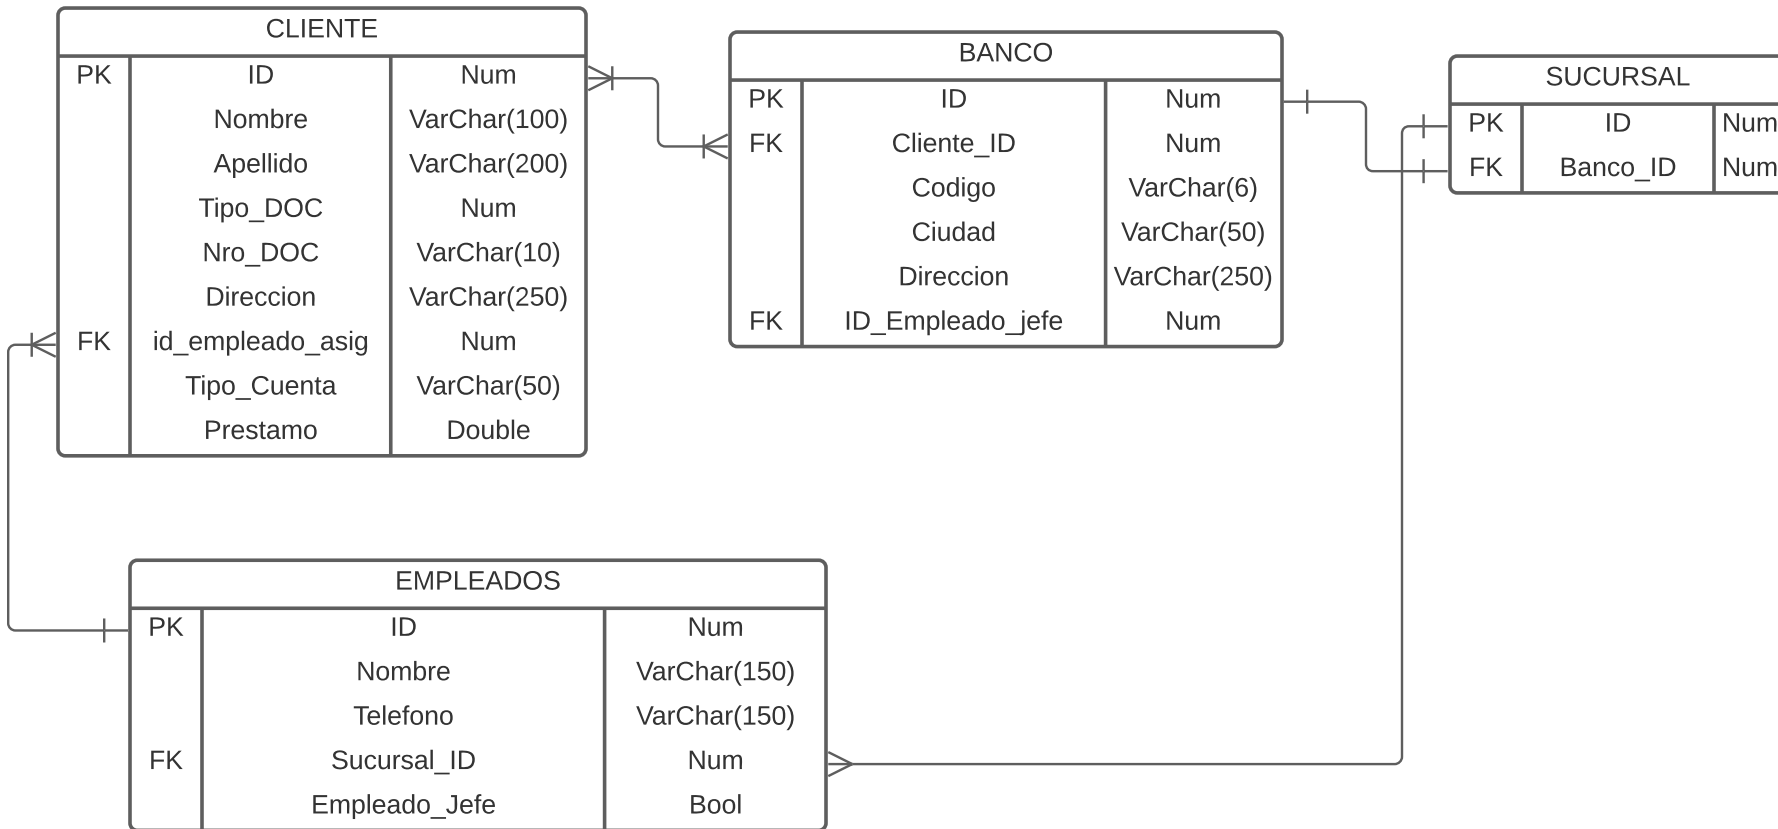 CLIENTE
PK ID Num
Nombre VarChar(100)
Apellido VarChar(200)
Tipo_DOC Num
Nro_DOC VarChar(10)
Direccion VarChar(250)
FK id_empleado_asig Num
Tipo_Cuenta VarChar(50)
Prestamo Double
BANCO
PK ID Num
FK Cliente_ID Num
Codigo VarChar(6)
Ciudad VarChar(50)
Direccion VarChar(250)
FK ID_Empleado_jefe Num
SUCURSAL
PK ID Num
FK Banco_ID Num
EMPLEADOS
PK ID Num
Nombre VarChar(150)
Telefono VarChar(150)
FK Sucursal_ID Num
Empleado_Jefe Bool